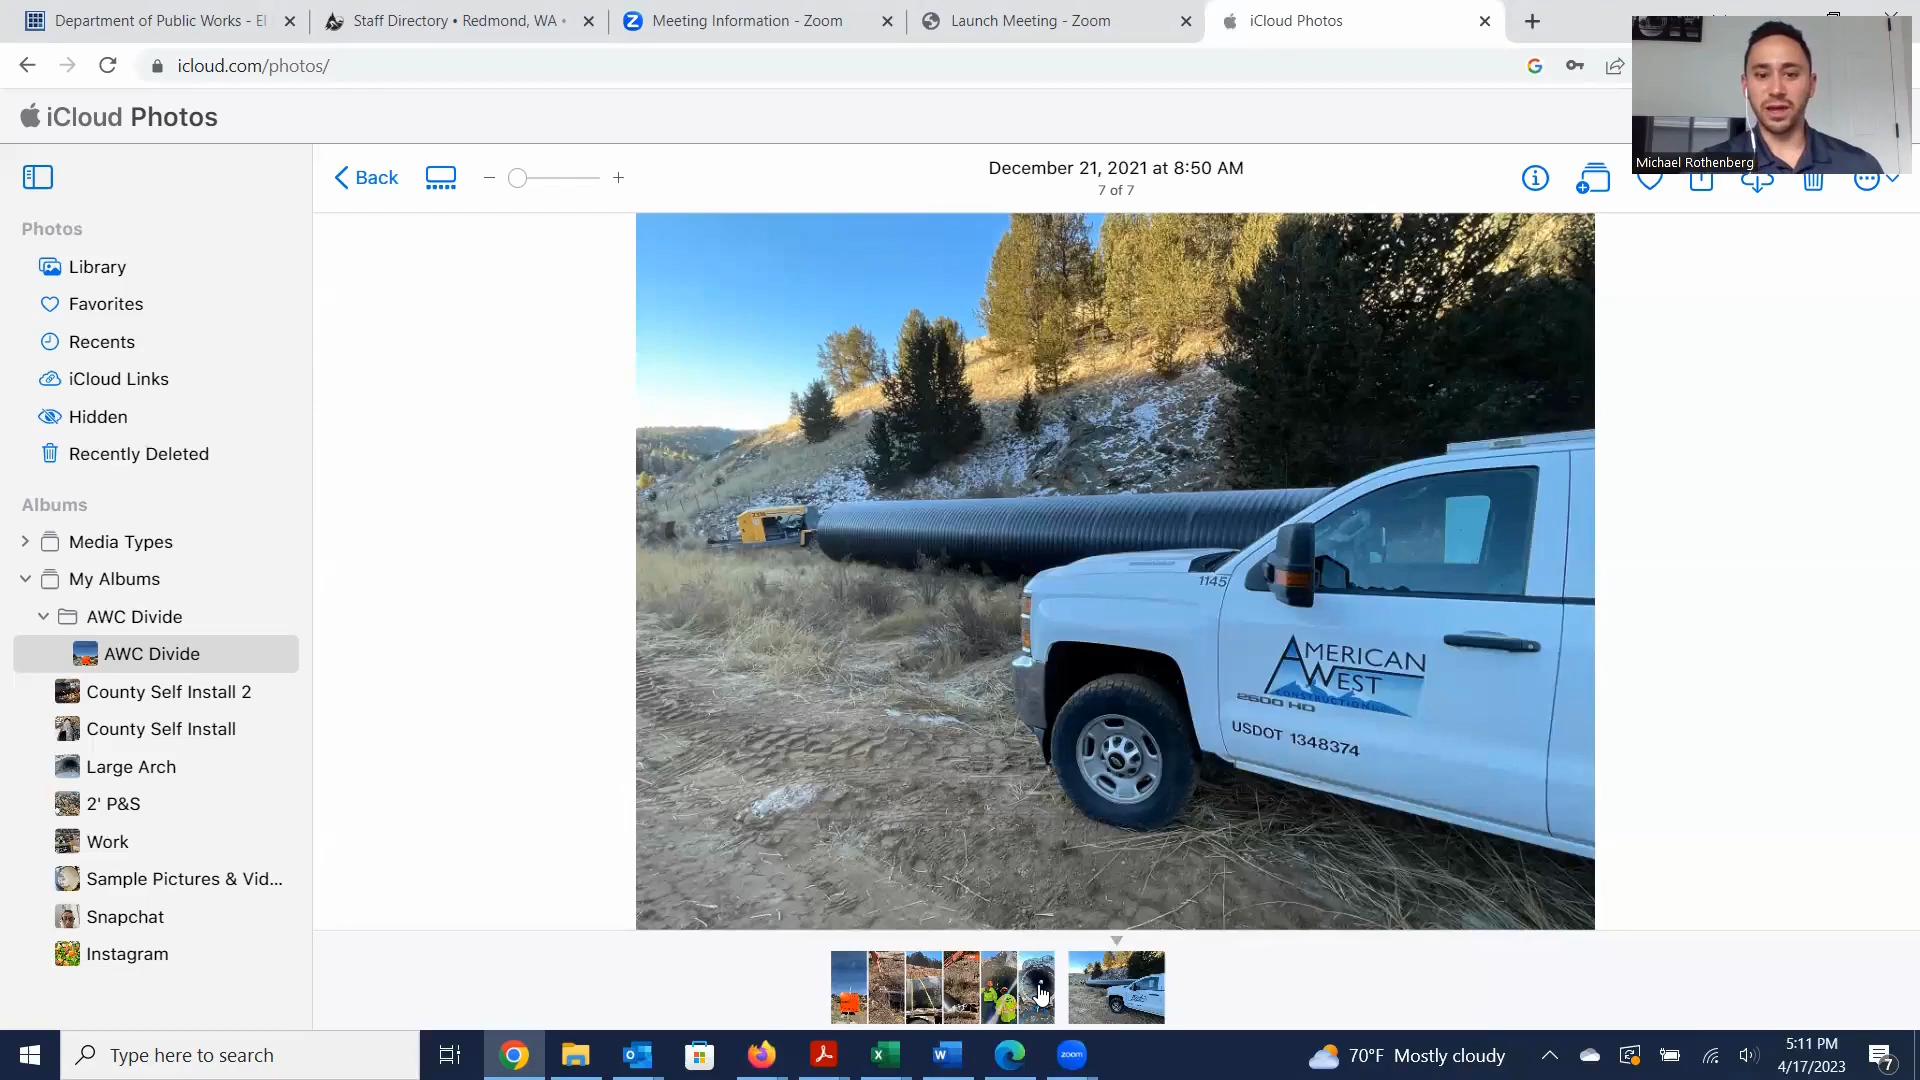 Department of Public Works - El
Staff Directory • Redmond, WA •
Meeting Information - Zoom
Launch Meeting - Zoom
iCloud Photos
icloud.com/photos/
iCloud Photos
Michael Rothenberg
Back
December 21, 2021 at 8:50 AM
7 of 7
Photos
Library
Favorites
Recents
iCloud Links
Hidden
Recently Deleted
Albums
Media Types
My Albums
AWC Divide
AWC Divide
County Self Install 2
County Self Install
Large Arch
2' P&S
Work
Sample Pictures & Vid...
Snapchat
Instagram
1145
AMERICAN
WEST
CONSTRUCTION
2500 HD
USDOT 1348374
Type here to search
zoom
70°F Mostly cloudy
5:11 PM
4/17/2023
7